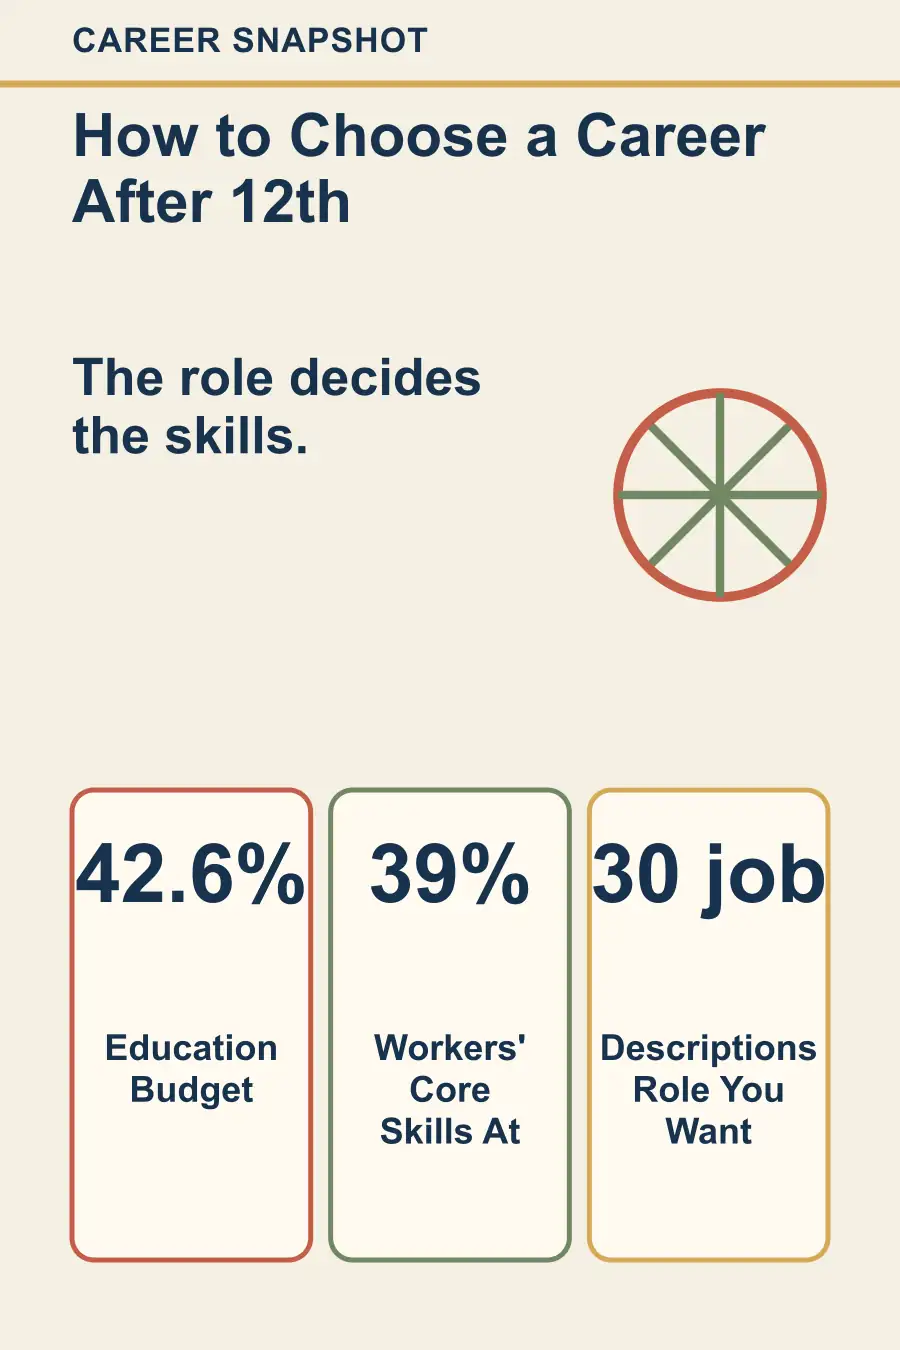 CAREER SNAPSHOT
How to Choose a Career
After 12th
The role decides
the skills.
42.6%
Education
Budget
39%
Workers'
Core
Skills At
30 job
Descriptions
Role You
Want